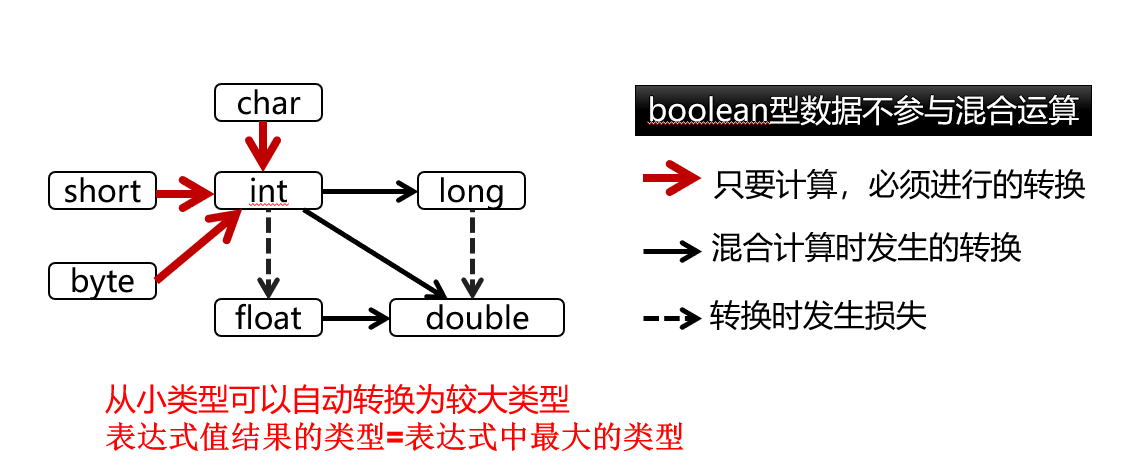 char
short
int
long
byte
float
double
boolean型数据不参与混合运算
只要计算，必须进行的转换
混合计算时发生的转换
转换时发生损失
从小类型可以自动转换为较大类型
表达式值结果的类型=表达式中最大的类型